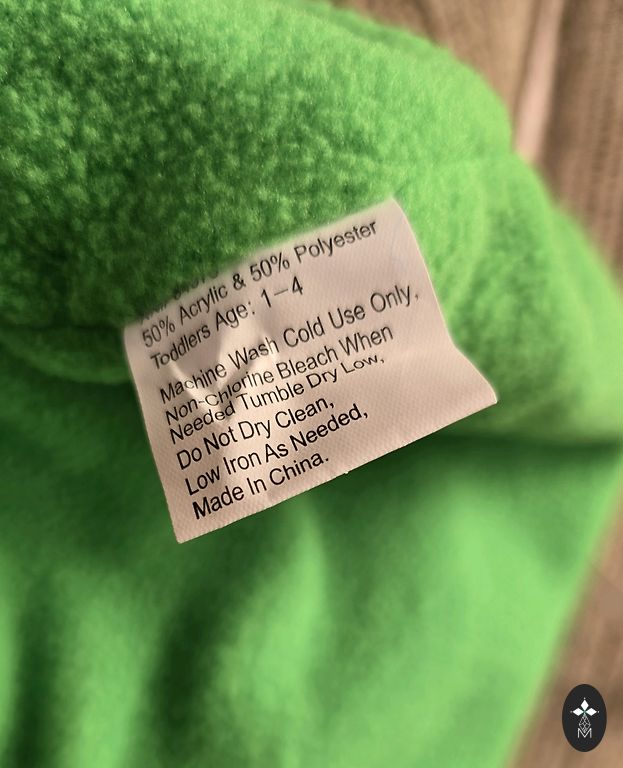 50% Acrylic & 50% Polyester
Toddlers Age: 1-4
Machine Wash Cold Use Only,
Non-Chlorine Bleach When
Needed Tumble Dry Low,
Do Not Dry Clean,
Low Iron As Needed,
Made In China.
M